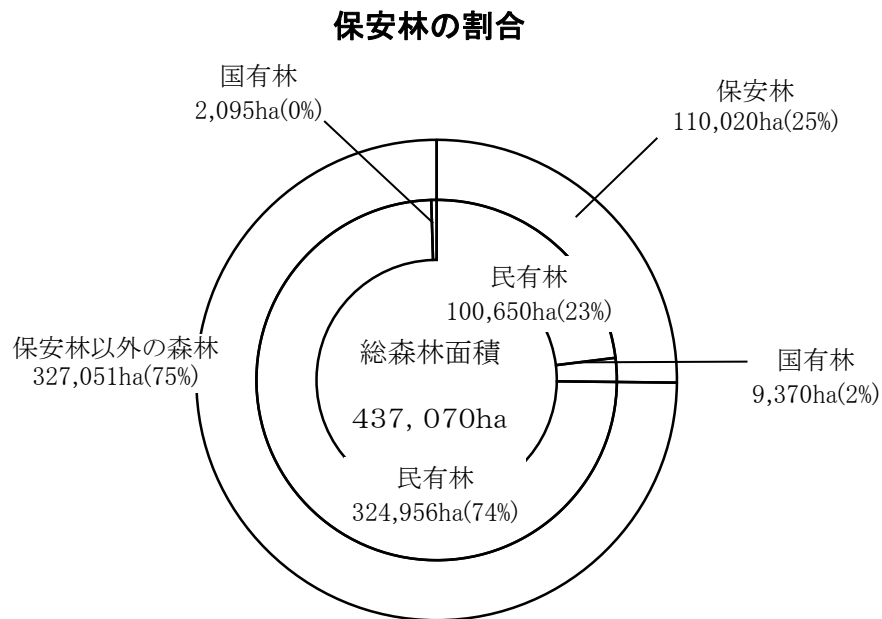 保安林の割合
国有林
2,095ha(0%)
保安林
110,020ha(25%)
民有林
100,650ha(23%)
保安林以外の森林
327,051ha(75%)
総森林面積
437,070ha
国有林
9,370ha(2%)
民有林
324,956ha(74%)